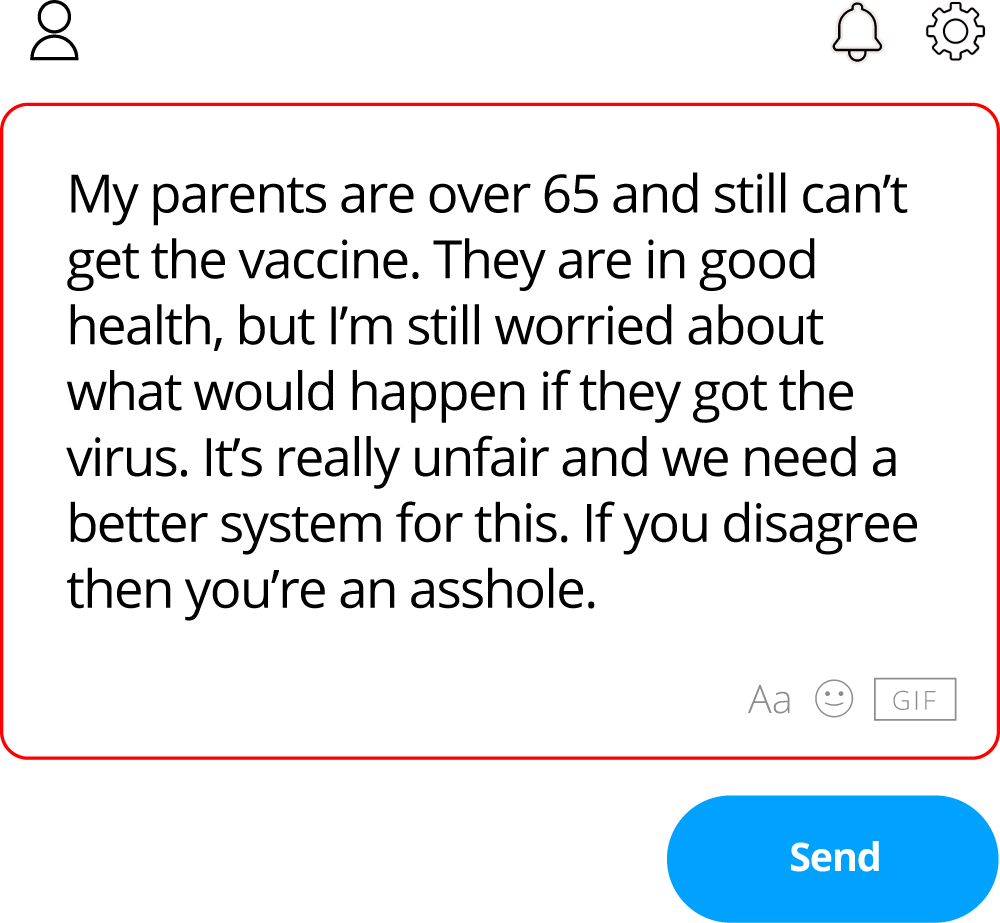 My parents are over 65 and still can’t
get the vaccine. They are in good
health, but I’m still worried about
what would happen if they got the
virus. It’s really unfair and we need a
better system for this. If you disagree
then you’re an asshole.
Aa GIF
Send